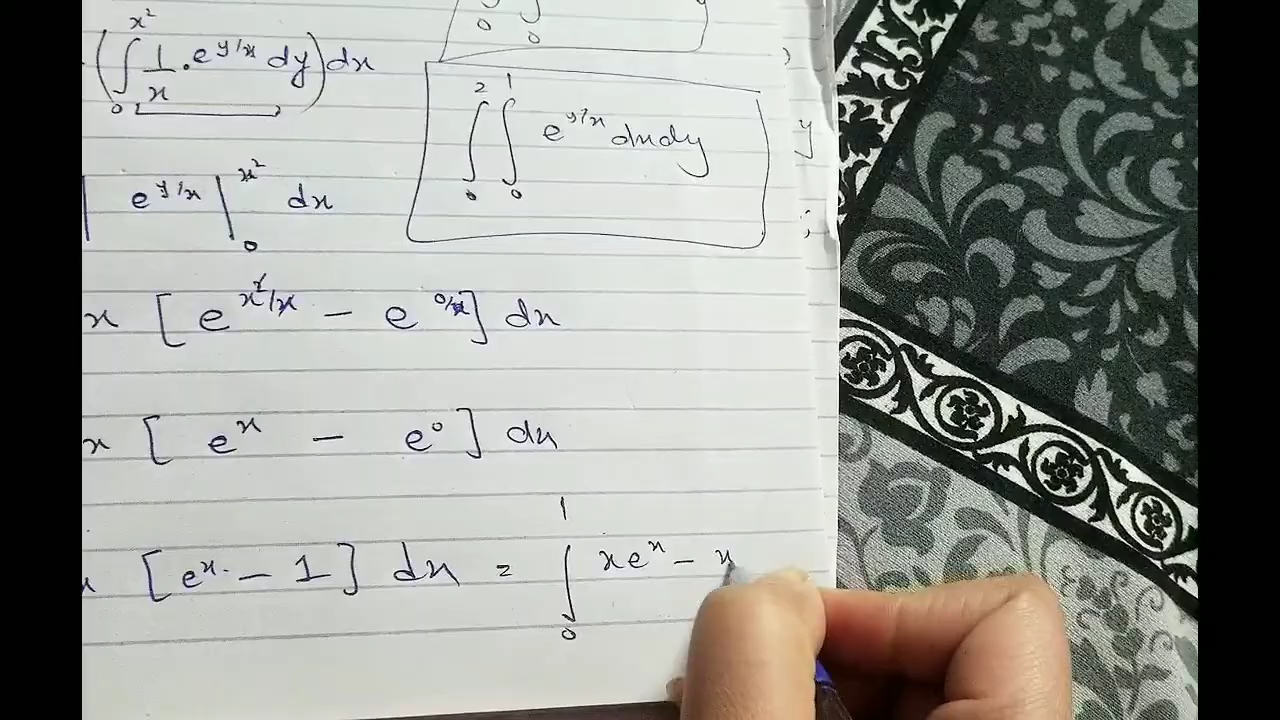 (∫₀^{x²} 1/x . e^{y/x} dy) dx
∫₀² ∫₀¹ e^{y/x} dx dy
| e^{y/x} |₀^{x²} dx
x [e^{x²/x} - e^{0/x}] dx
x [e^x - e^0] dx
x [e^x - 1] dx = ∫₀¹ xe^x - x